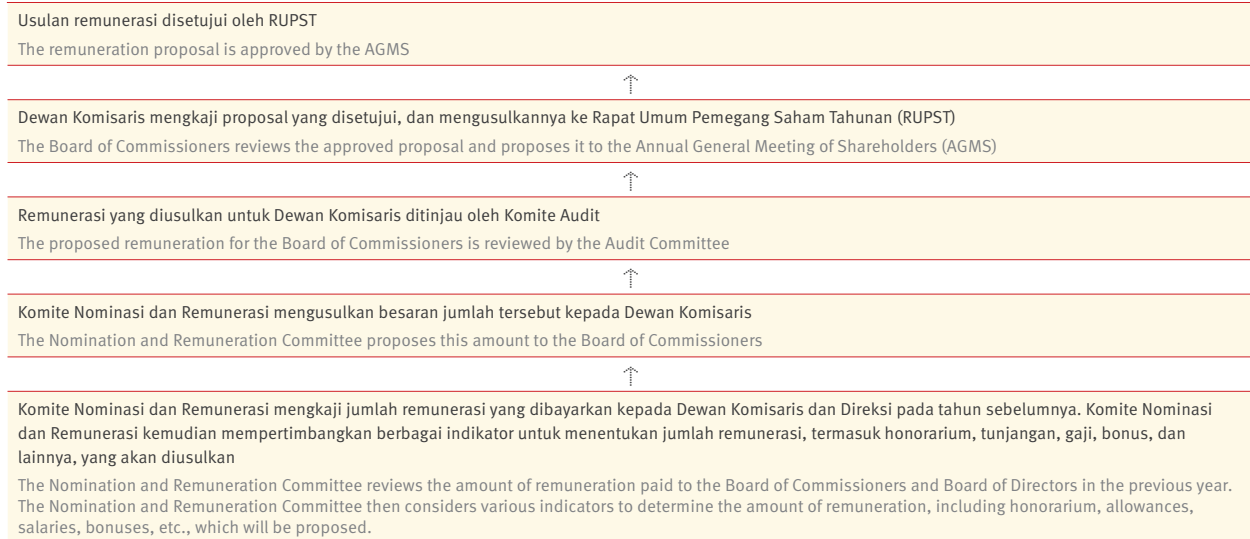 Usulan remunerasi disetujui oleh RUPST
The remuneration proposal is approved by the AGMS
Dewan Komisaris mengkaji proposal yang disetujui, dan mengusulkannya ke Rapat Umum Pemegang Saham Tahunan (RUPST)
The Board of Commissioners reviews the approved proposal and proposes it to the Annual General Meeting of Shareholders (AGMS)
Remunerasi yang diusulkan untuk Dewan Komisaris ditinjau oleh Komite Audit
The proposed remuneration for the Board of Commissioners is reviewed by the Audit Committee
Komite Nominasi dan Remunerasi mengusulkan besaran jumlah tersebut kepada Dewan Komisaris
The Nomination and Remuneration Committee proposes this amount to the Board of Commissioners
Komite Nominasi dan Remunerasi mengkaji jumlah remunerasi yang dibayarkan kepada Dewan Komisaris dan Direksi pada tahun sebelumnya. Komite Nominasi
dan Remunerasi kemudian mempertimbangkan berbagai indikator untuk menentukan jumlah remunerasi, termasuk honorarium, tunjangan, gaji, bonus, dan
lainnya, yang akan diusulkan
The Nomination and Remuneration Committee reviews the amount of remuneration paid to the Board of Commissioners and Board of Directors in the previous year.
The Nomination and Remuneration Committee then considers various indicators to determine the amount of remuneration, including honorarium, allowances,
salaries, bonuses, etc., which will be proposed.